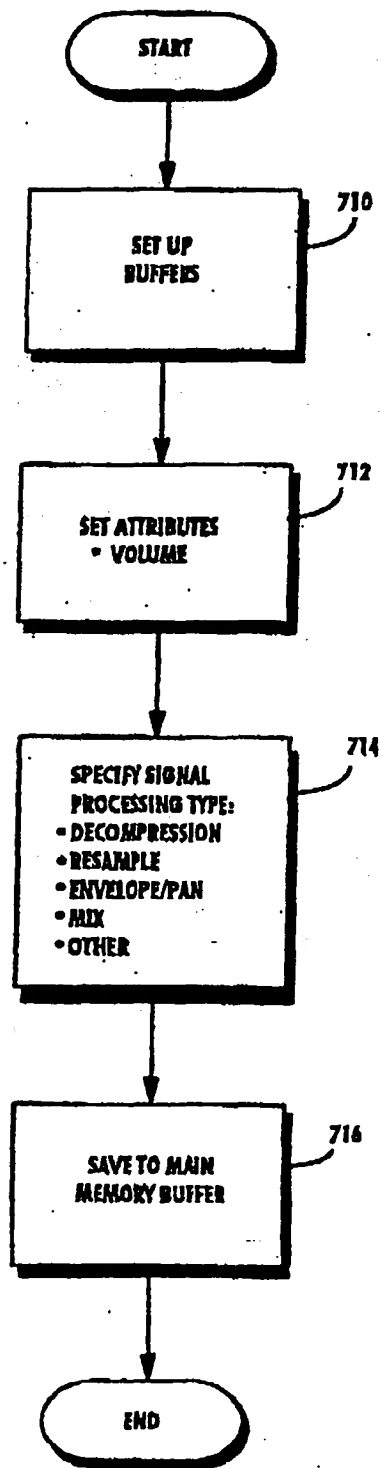 START
710
SET UP
BUFFERS
712
SET ATTRIBUTES
• VOLUME
714
SPECIFY SIGNAL
PROCESSING TYPE:
• DECOMPRESSION
• RESAMPLE
• ENVELOPE/PAN
• MIX
• OTHER
716
SAVE TO MAIN
MEMORY BUFFER
END